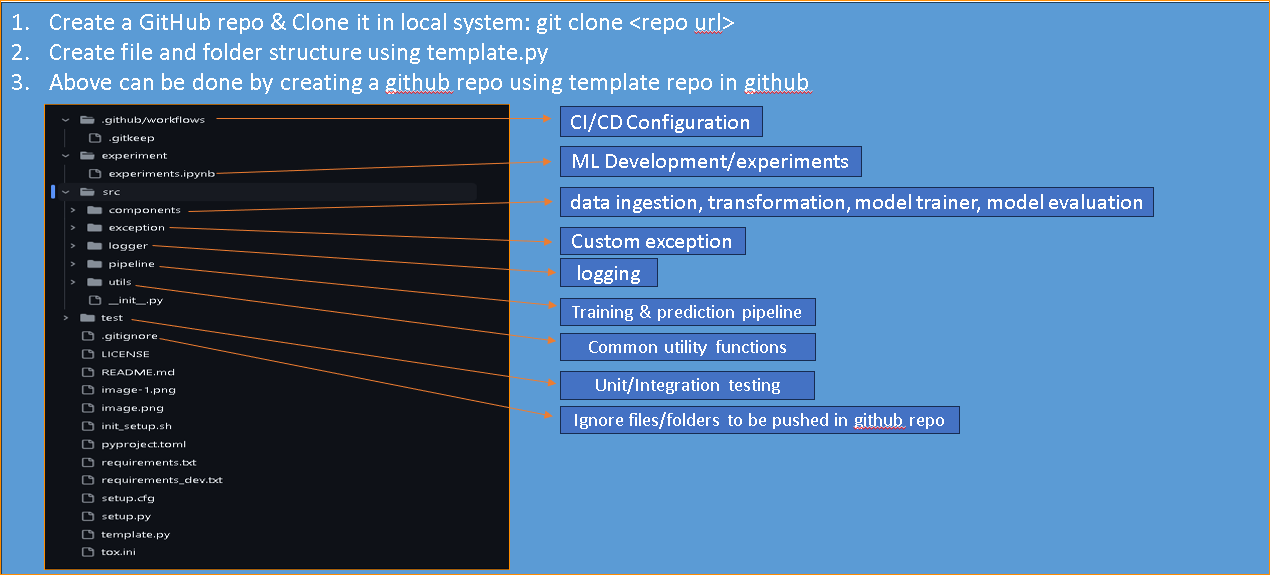 1. Create a GitHub repo & Clone it in local system: git clone <repo url>
2. Create file and folder structure using template.py
3. Above can be done by creating a github repo using template repo in github
.github/workflows
CI/CD Configuration
.gitkeep
experiment
ML Development/experiments
experiments.ipynb
src
components
data ingestion, transformation, model trainer, model evaluation
exception
Custom exception
logger
logging
pipeline
Training & prediction pipeline
utils
Common utility functions
__init__.py
test
Unit/Integration testing
.gitignore
Ignore files/folders to be pushed in github repo
LICENSE
README.md
image-1.png
image.png
init_setup.sh
pyproject.toml
requirements.txt
requirements_dev.txt
setup.cfg
setup.py
template.py
tox.ini